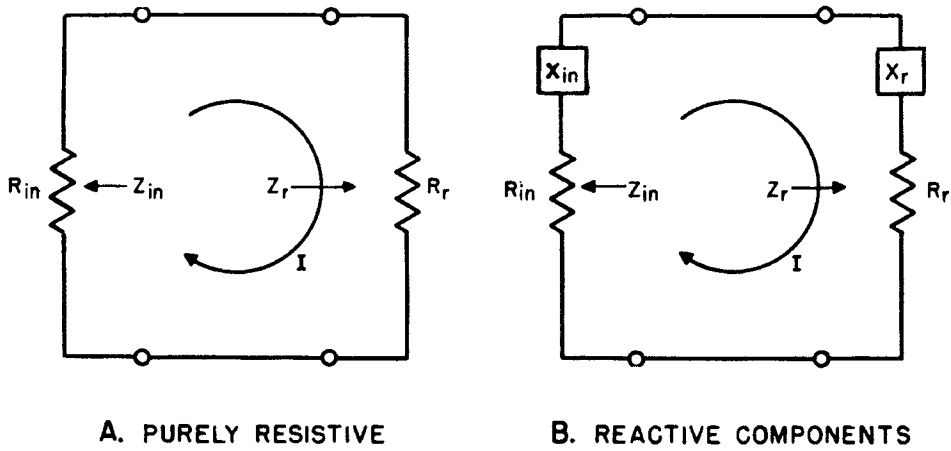 Rin
Zin
Zr
Rr
I
A. PURELY RESISTIVE
Xin
Xr
Rin
Zin
Zr
Rr
I
B. REACTIVE COMPONENTS